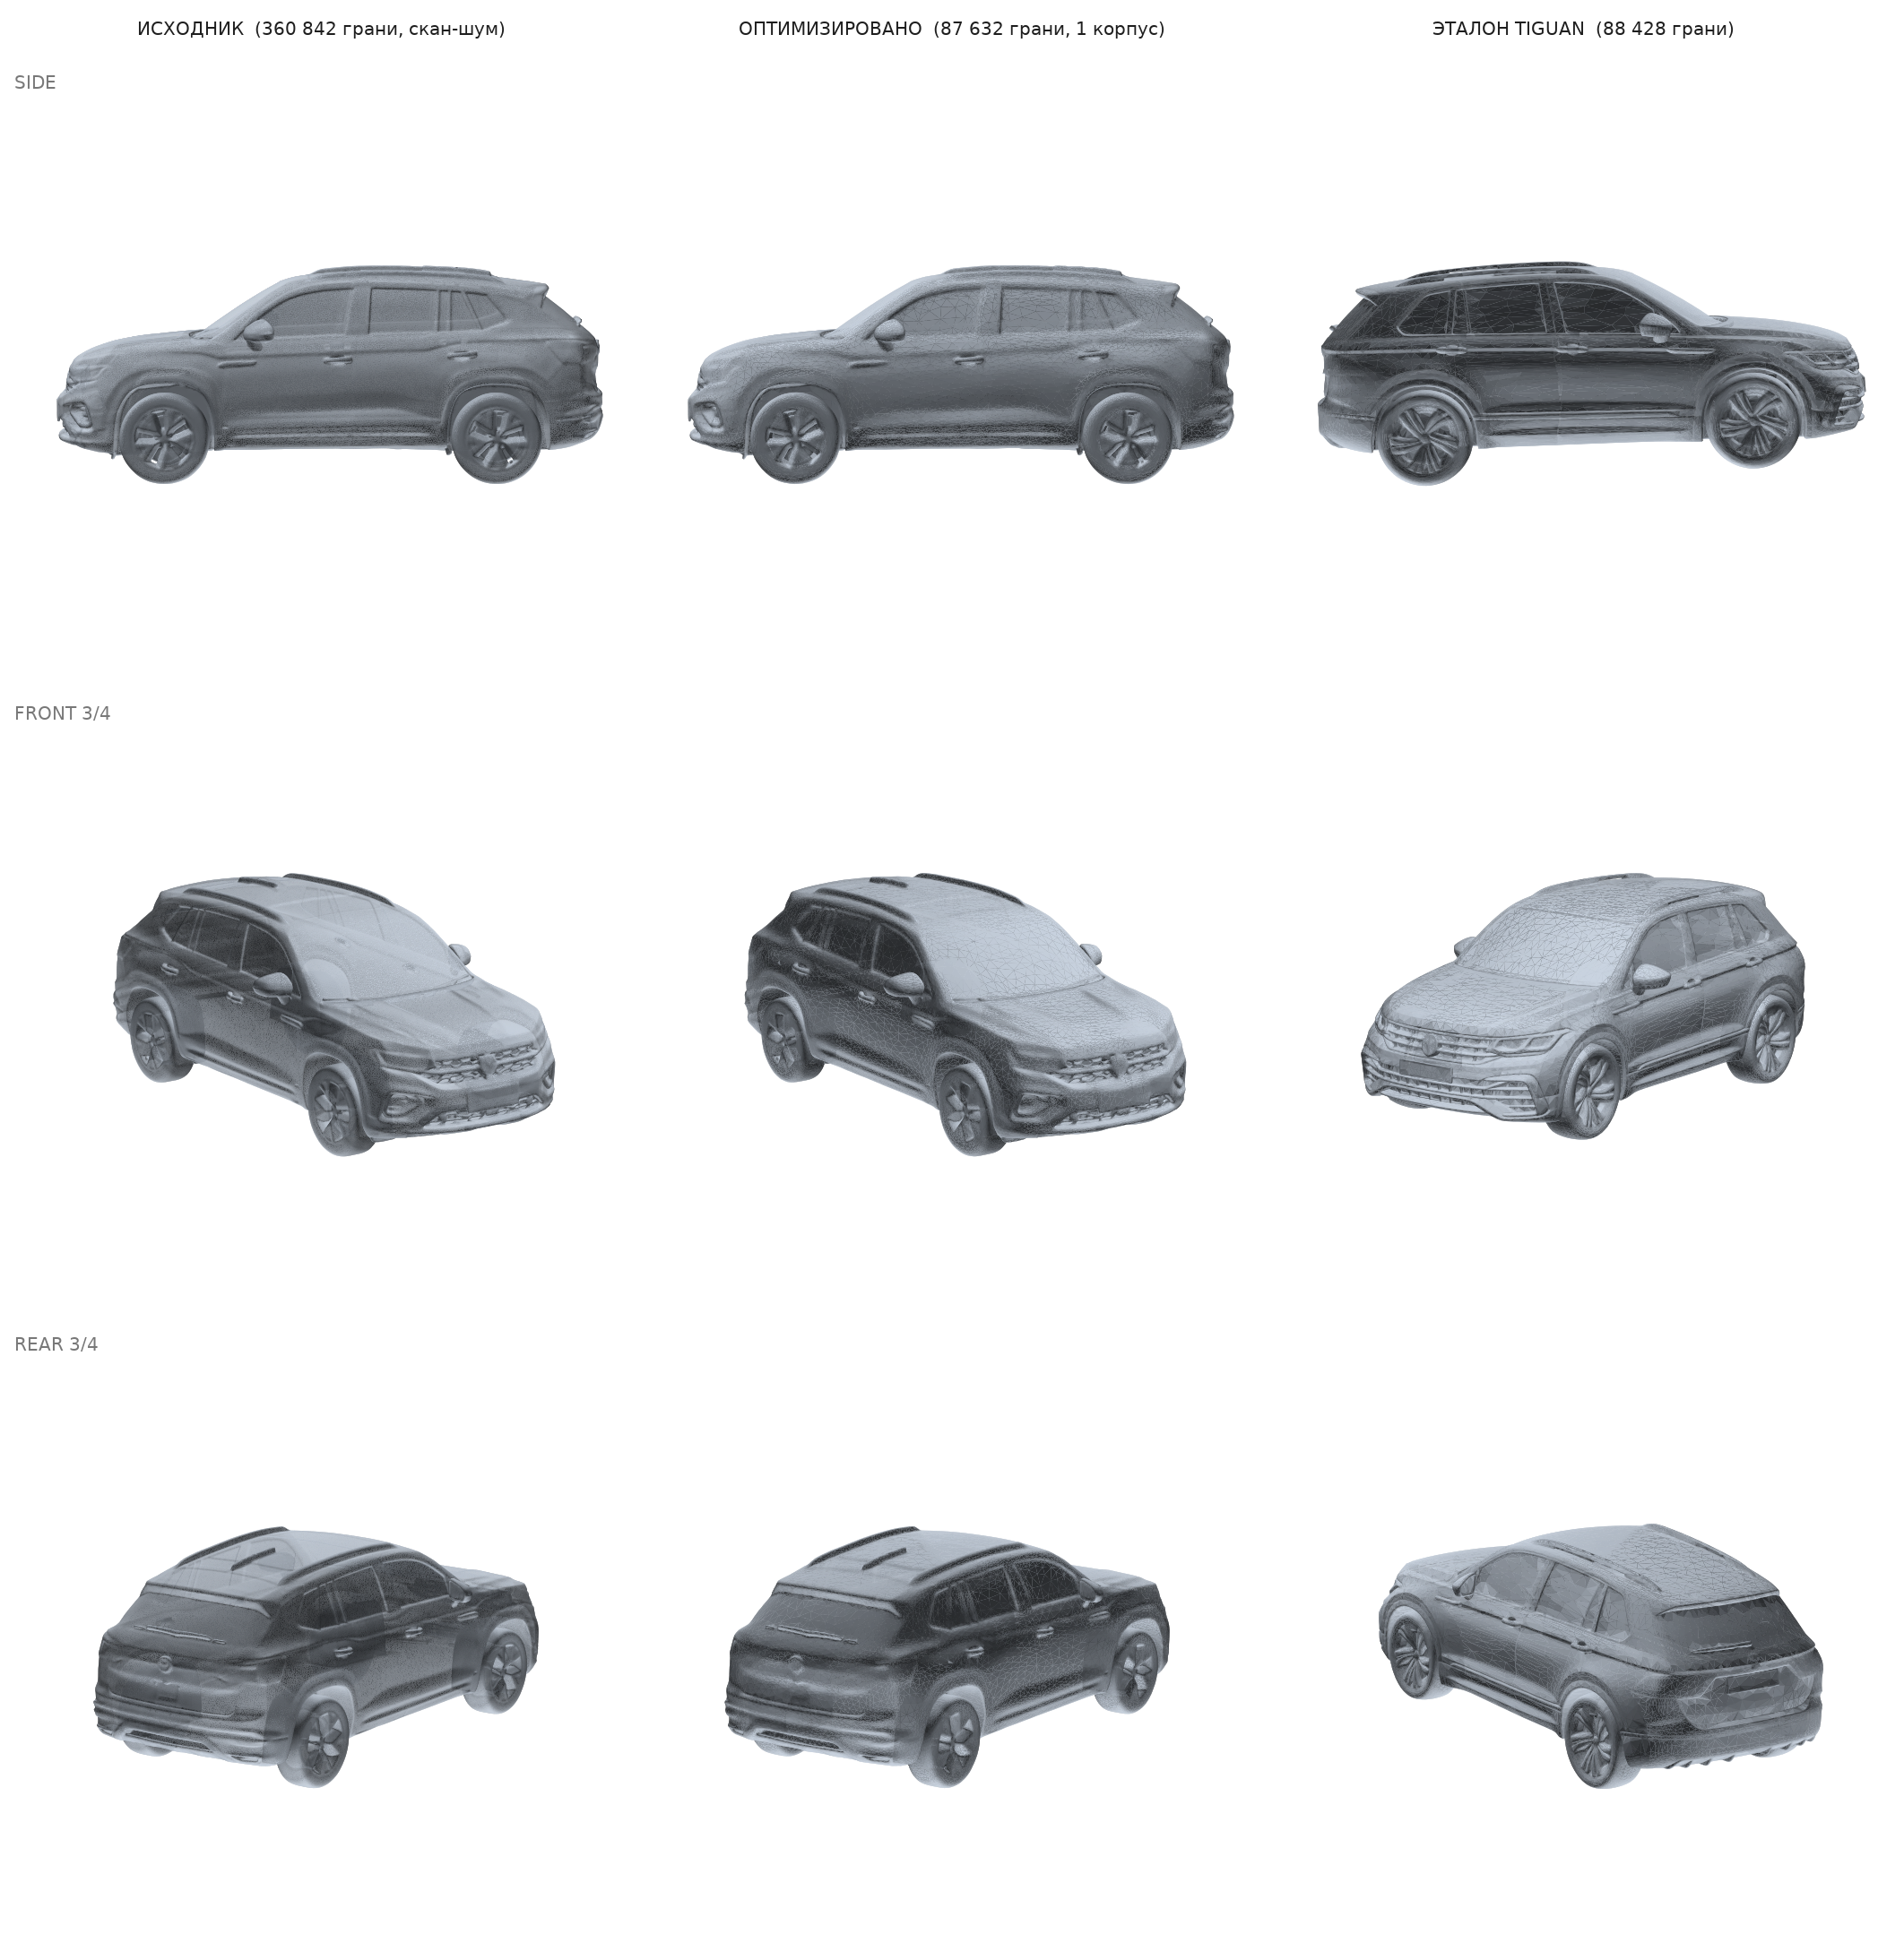 ИСХОДНИК (360 842 грани, скан-шум)
ОПТИМИЗИРОВАНО (87 632 грани, 1 корпус)
ЭТАЛОН TIGUAN (88 428 грани)
SIDE
FRONT 3/4
REAR 3/4